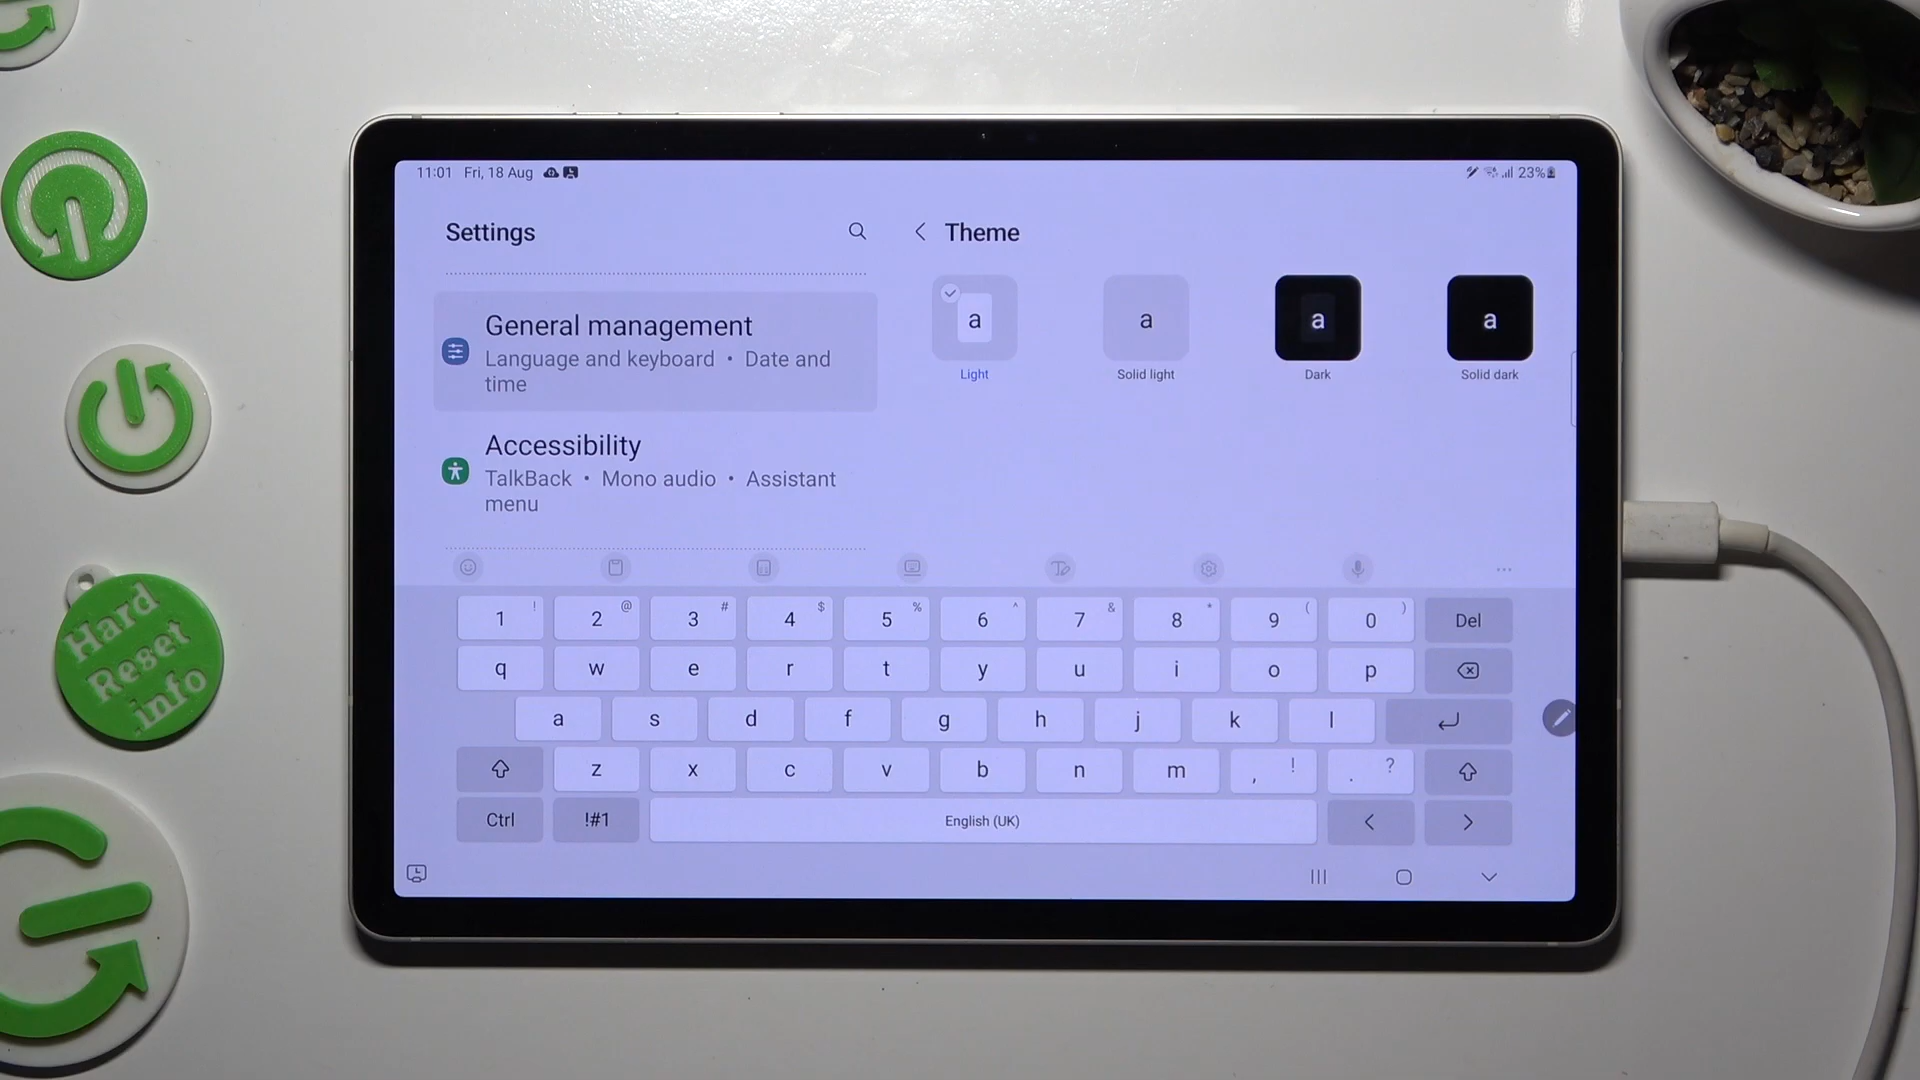 11:01 Fri, 18 Aug
23%
Settings
Theme
General management
Language and keyboard • Date and
time
Accessibility
TalkBack • Mono audio • Assistant
menu
a
a
a
a
Light
Solid light
Dark
Solid dark
1 ! 2 @ 3 # 4 $ 5 % 6 ^ 7 & 8 * 9 ( 0 ) Del
q w e r t y u i o p
a s d f g h j k l
z x c v b n m , ! . ?
Ctrl !#1 English (UK) < >
Hard
Reset
.info